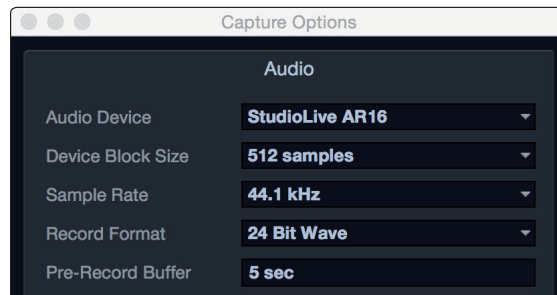 Capture Options
Audio
Audio Device StudioLive AR16
Device Block Size 512 samples
Sample Rate 44.1 kHz
Record Format 24 Bit Wave
Pre-Record Buffer 5 sec